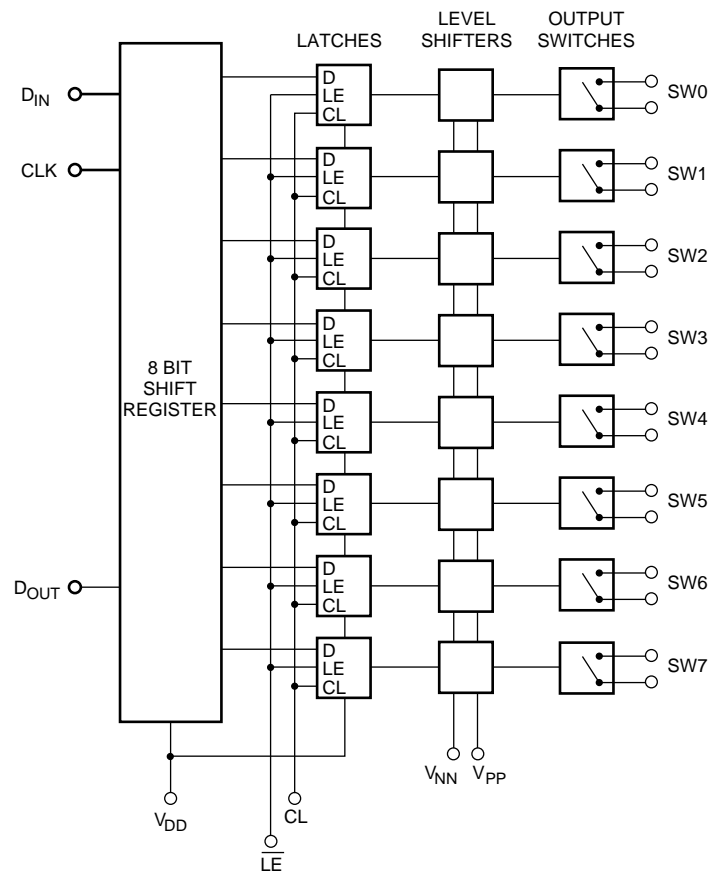 LATCHES
LEVEL
SHIFTERS
OUTPUT
SWITCHES
D
LE
CL
SW0
D
LE
CL
SW1
D
LE
CL
SW2
D
LE
CL
SW3
D
LE
CL
SW4
D
LE
CL
SW5
D
LE
CL
SW6
D
LE
CL
SW7
DIN
CLK
8 BIT
SHIFT
REGISTER
DOUT
VDD
L̅E̅
CL
VNN
VPP